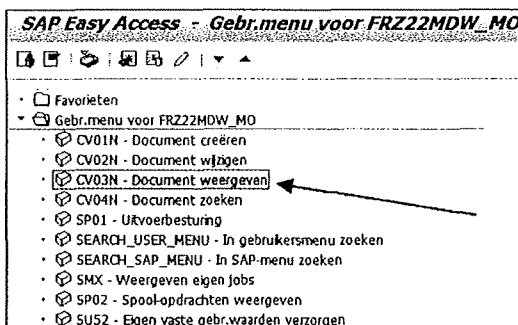 SAP Easy Access - Gebr.menu voor FRZ22MDW_MO
Favorieten
Gebr.menu voor FRZ22MDW_MO
CV01N - Document creëren
CV02N - Document wijzigen
CV03N - Document weergeven
CV04N - Document zoeken
SP01 - Uitvoerbesturing
SEARCH_USER_MENU - In gebruikersmenu zoeken
SEARCH_SAP_MENU - In SAP-menu zoeken
SMX - Weergeven eigen jobs
SP02 - Spool-opdrachten weergeven
SU52 - Eigen vaste gebr.waarden verzorgen